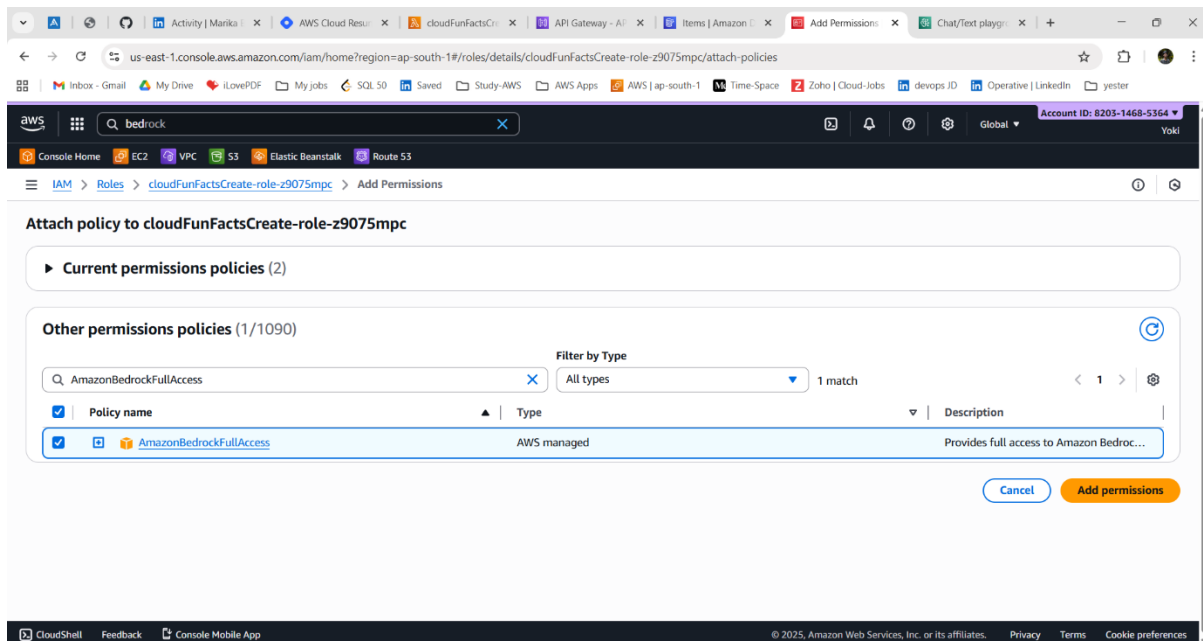 Activity | Marika
AWS Cloud Resur
cloudFunFactsCr
API Gateway - AP
Items | Amazon D
Add Permissions
Chat/Text playgr
us-east-1.console.aws.amazon.com/iam/home?region=ap-south-1#/roles/details/cloudFunFactsCreate-role-z9075mpc/attach-policies
Inbox - Gmail
My Drive
iLovePDF
My jobs
SQL 50
Saved
Study-AWS
AWS Apps
AWS | ap-south-1
Time-Space
Zoho | Cloud-Jobs
devops JD
Operative | LinkedIn
yester
aws
bedrock
Global
Account ID: 8203-1468-5364
Yoki
Console Home
EC2
VPC
S3
Elastic Beanstalk
Route 53
IAM > Roles > cloudFunFactsCreate-role-z9075mpc > Add Permissions
Attach policy to cloudFunFactsCreate-role-z9075mpc
Current permissions policies (2)
Other permissions policies (1/1090)
Filter by Type
AmazonBedrockFullAccess
All types
1 match
1
Policy name
Type
Description
AmazonBedrockFullAccess
AWS managed
Provides full access to Amazon Bedroc...
Cancel
Add permissions
CloudShell
Feedback
Console Mobile App
© 2025, Amazon Web Services, Inc. or its affiliates.
Privacy
Terms
Cookie preferences